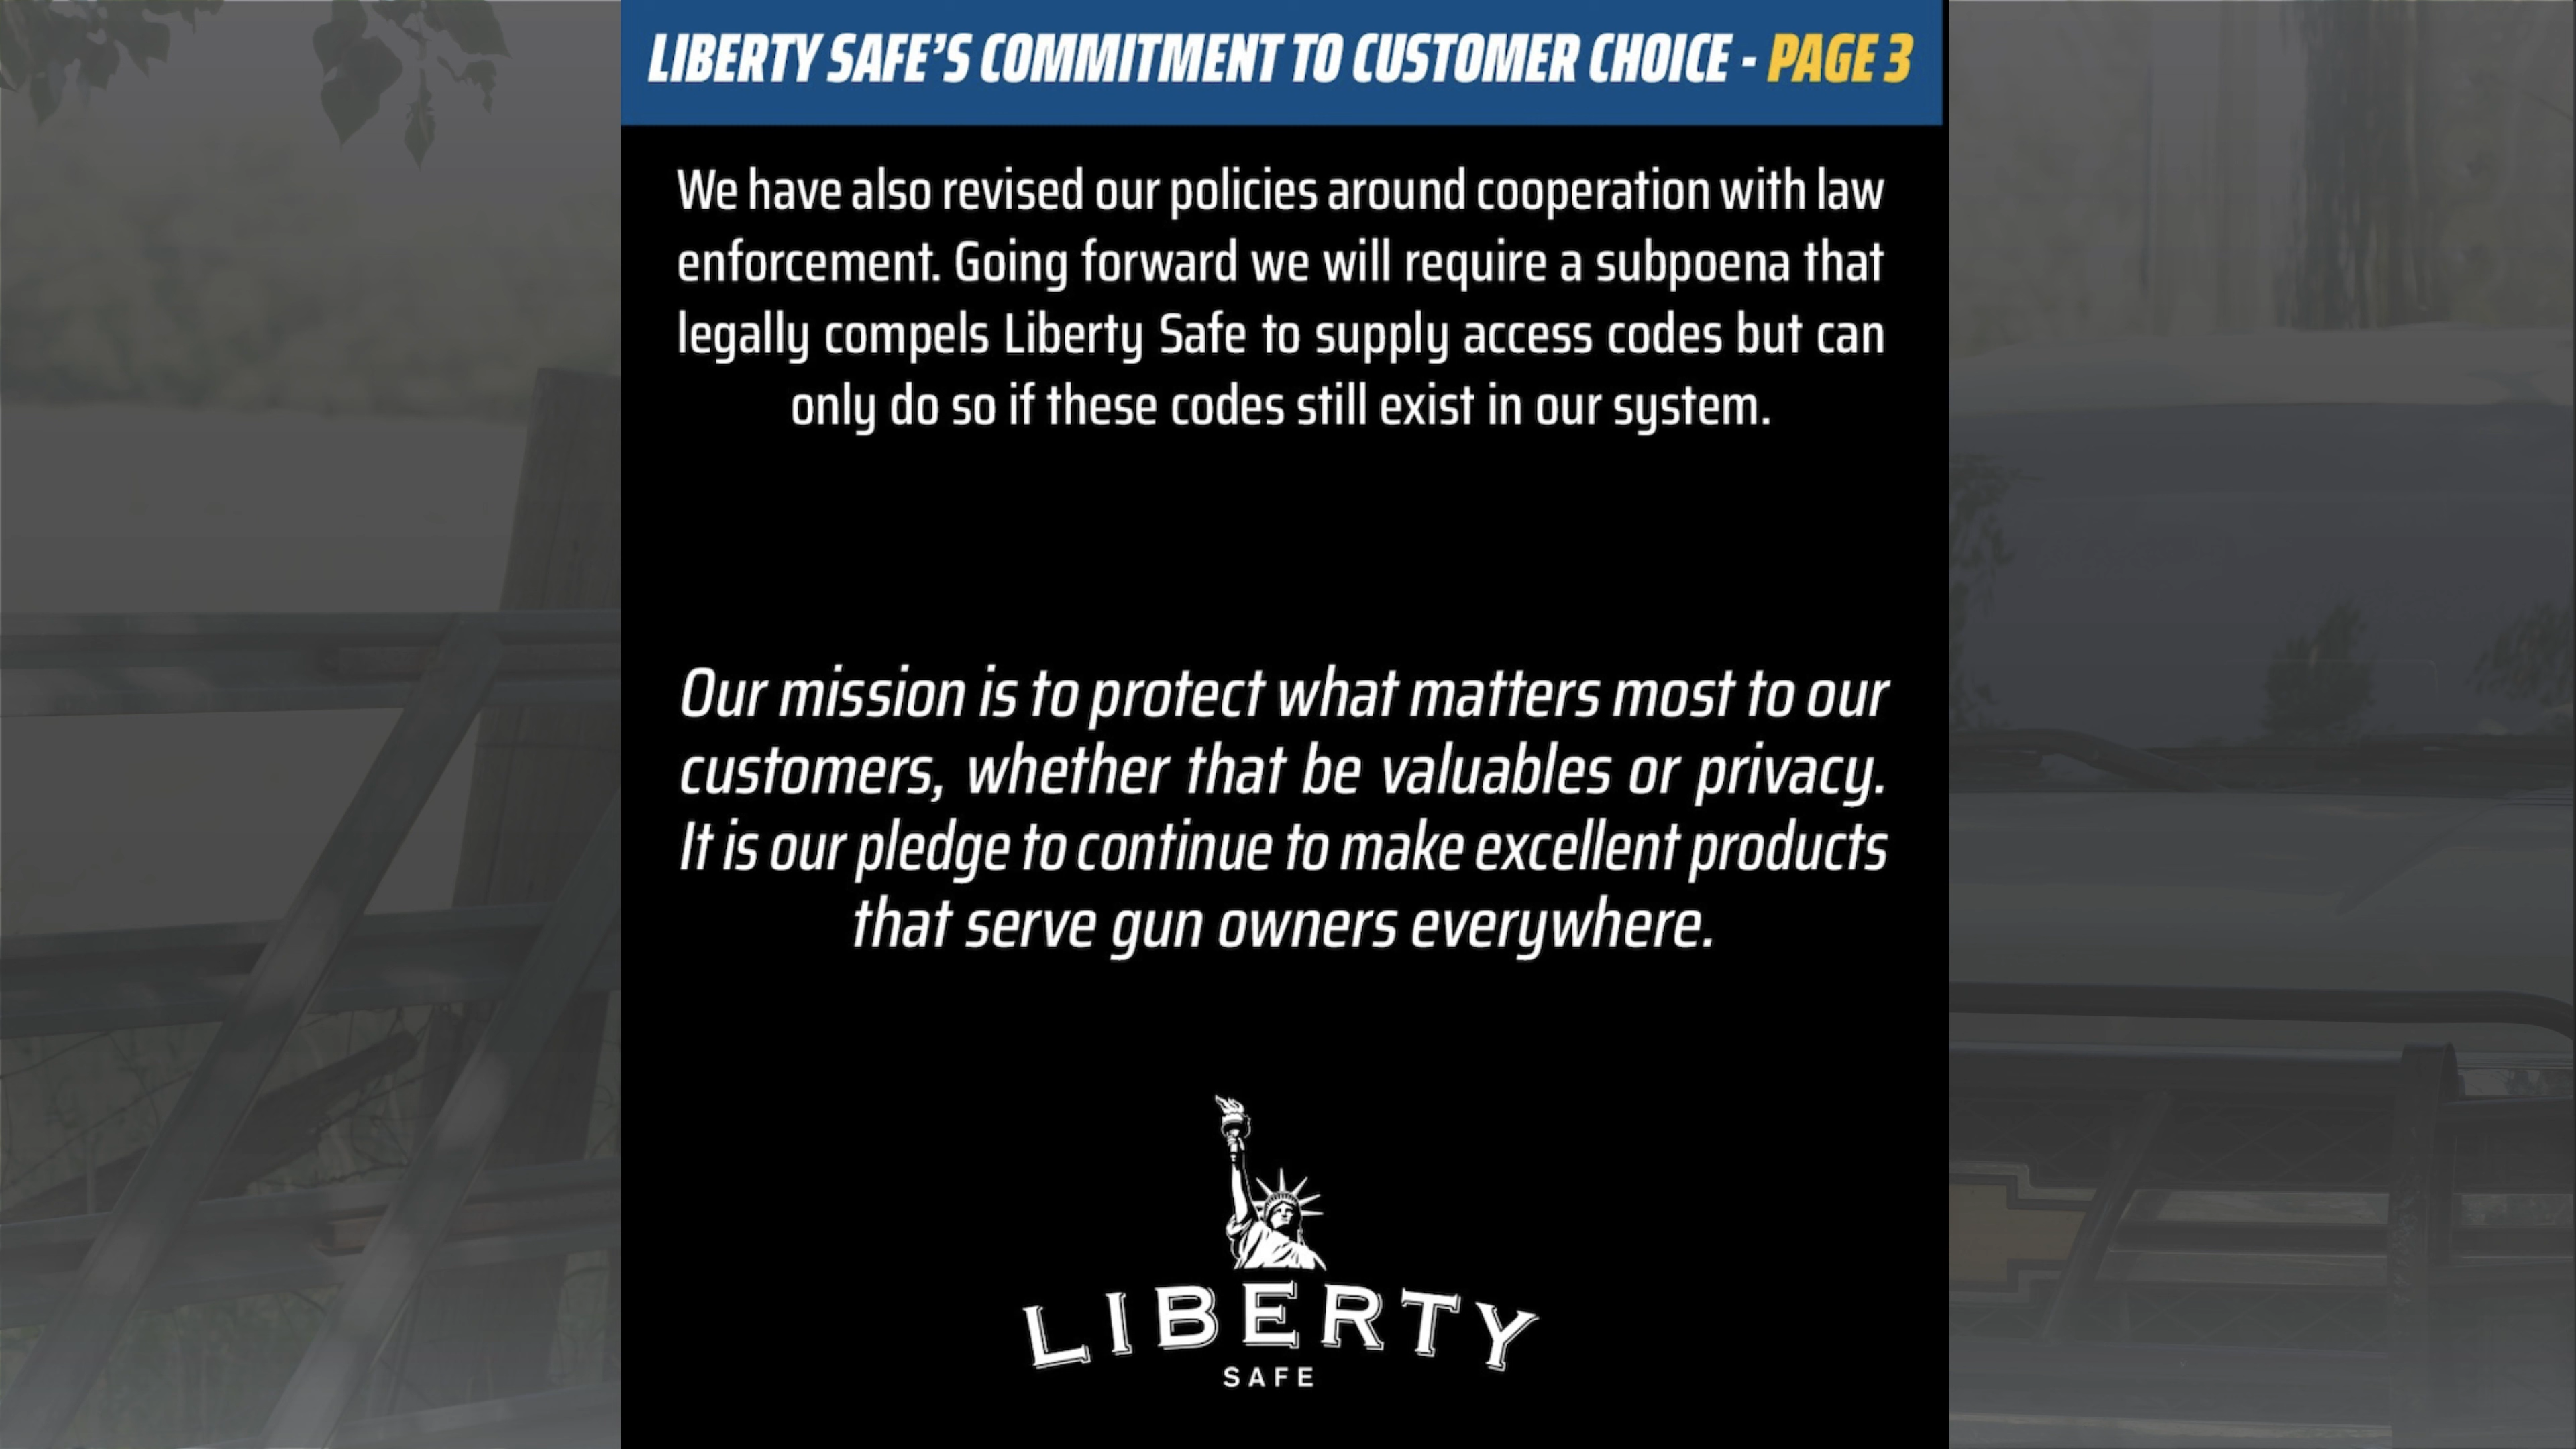 LIBERTY SAFE'S COMMITMENT TO CUSTOMER CHOICE - PAGE 3
We have also revised our policies around cooperation with law
enforcement. Going forward we will require a subpoena that
legally compels Liberty Safe to supply access codes but can
only do so if these codes still exist in our system.
Our mission is to protect what matters most to our
customers, whether that be valuables or privacy.
It is our pledge to continue to make excellent products
that serve gun owners everywhere.
LIBERTY
SAFE